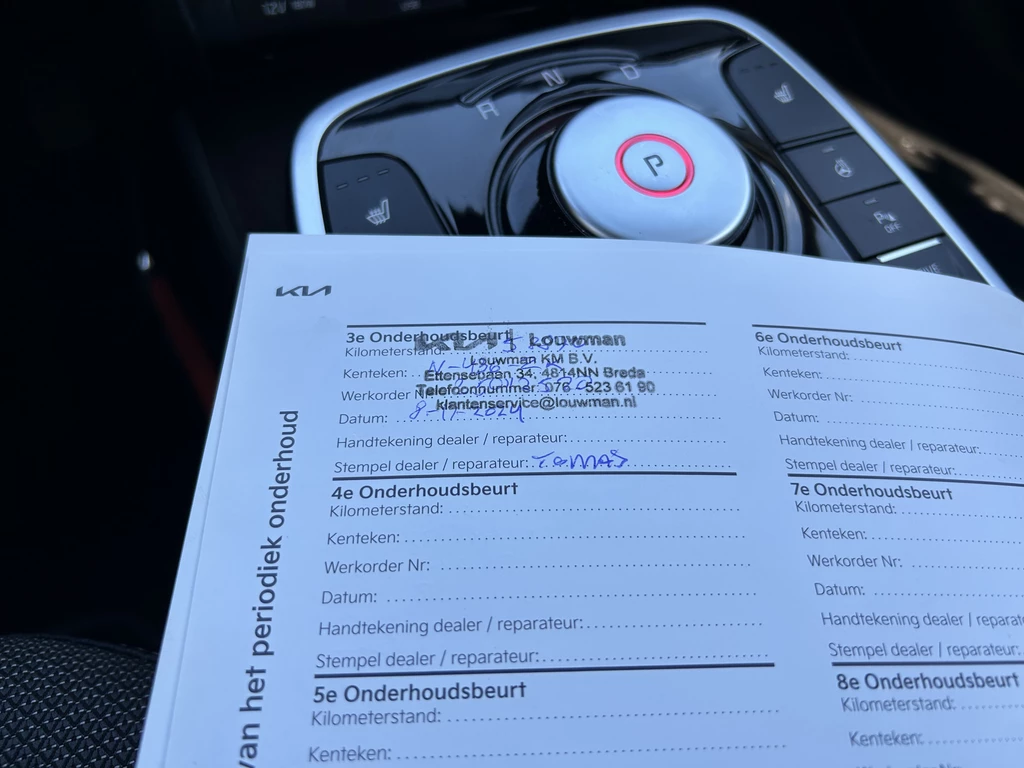 12V
R N D
P
OFF
KIA
van het periodiek onderhoud
3e Onderhoudsbeurt
KIA | Louwman
Kilometerstand:
Louwman KM B.V.
Kenteken:
Ettensebaan 34, 4814NN Breda
Werkorder
Telefoonnummer: 076 - 523 61 90
klantenservice@louwman.nl
Datum: 8-11-2024
Handtekening dealer / reparateur:
Stempel dealer / reparateur: TOMAS
4e Onderhoudsbeurt
Kilometerstand:
Kenteken:
Werkorder Nr:
Datum:
Handtekening dealer / reparateur:
Stempel dealer / reparateur:
5e Onderhoudsbeurt
Kilometerstand:
Kenteken:
6e Onderhoudsbeurt
Kilometerstand:
Kenteken:
Werkorder Nr:
Datum:
Handtekening dealer / reparateur:
Stempel dealer / reparateur:
7e Onderhoudsbeurt
Kilometerstand:
Kenteken:
Werkorder Nr:
Datum:
Handtekening dealer / reparat
Stempel dealer / reparateur:
8e Onderhoudsbeurt
Kilometerstand:
Kenteken: